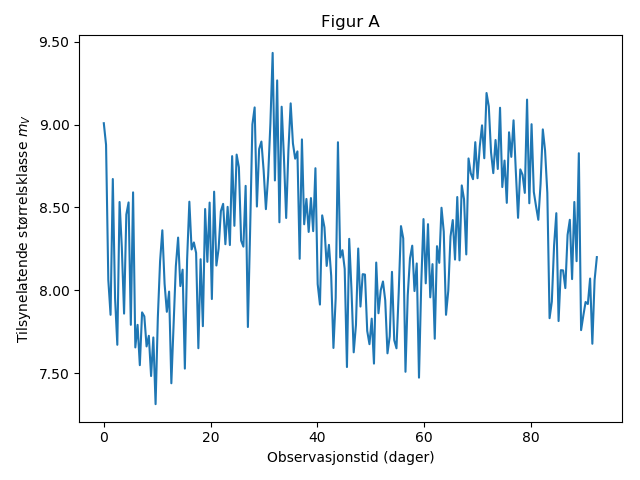 Figur A
9.50
9.00
8.50
8.00
7.50
Tilsynelatende størrelsklasse $m_V$
0 20 40 60 80
Observasjonstid (dager)